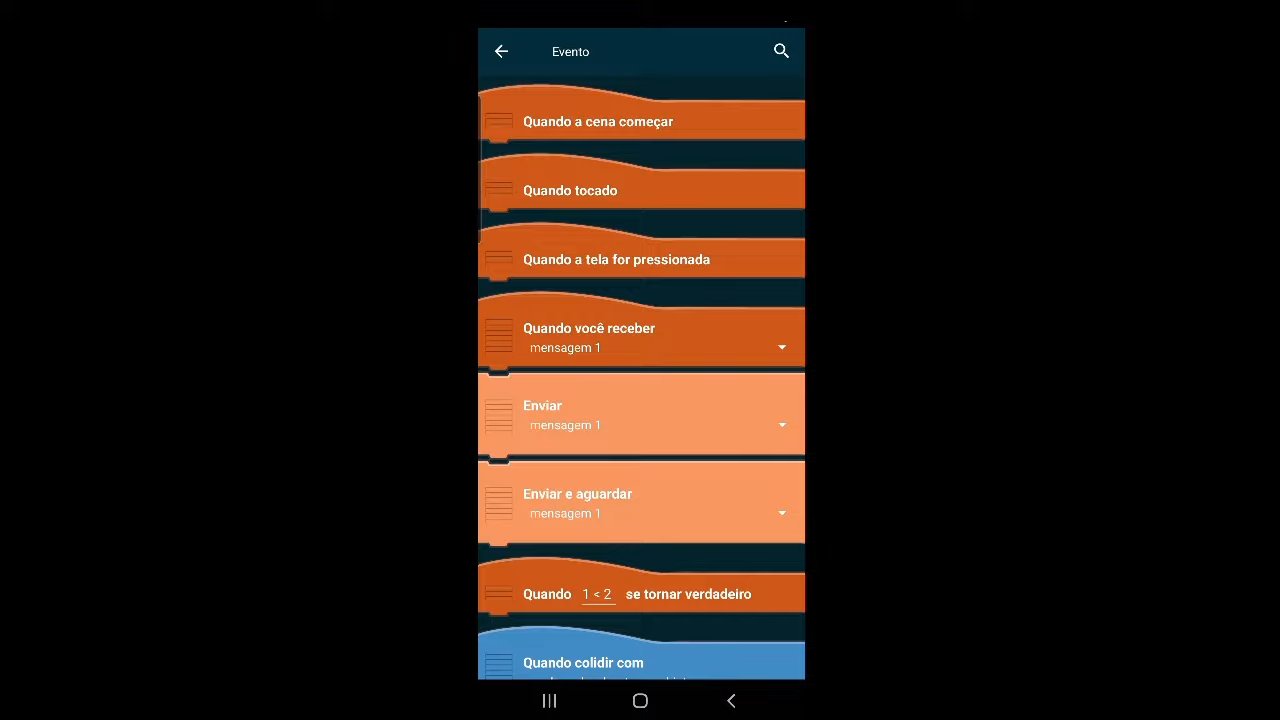 Evento
Quando a cena começar
Quando tocado
Quando a tela for pressionada
Quando você receber
mensagem 1
Enviar
mensagem 1
Enviar e aguardar
mensagem 1
Quando 1 < 2 se tornar verdadeiro
Quando colidir com